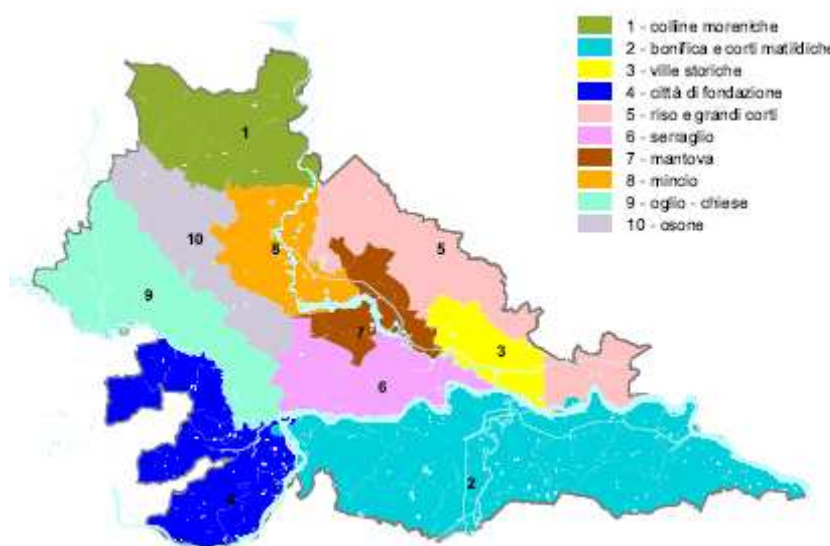 1 - colline moreniche
2 - bonifica e corti matildiche
3 - ville storiche
4 - città di fondazione
5 - riso e grandi corti
6 - serraglio
7 - mantova
8 - mincio
9 - oglio - chiese
10 - osone
1
10
8
5
9
7
3
6
4
2